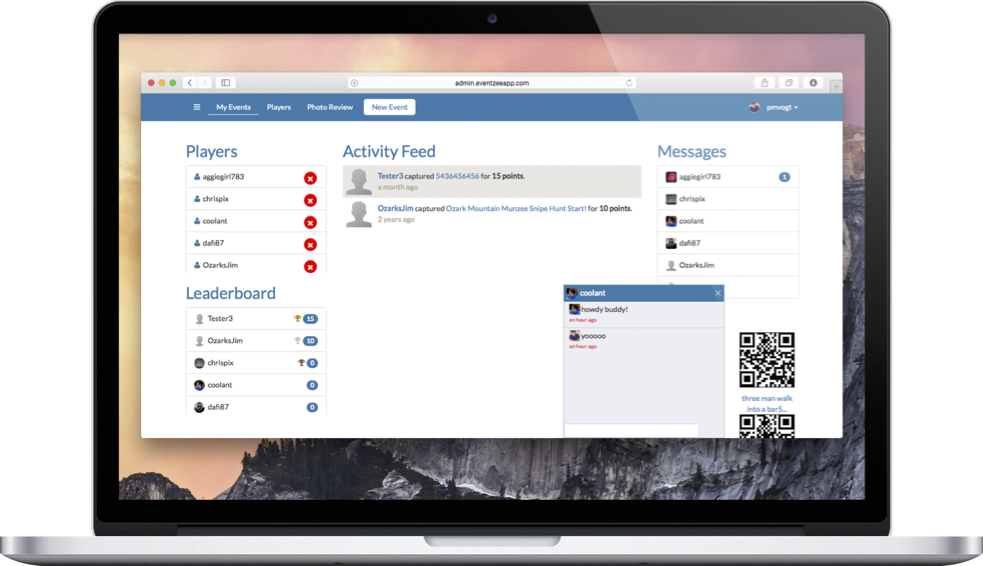 admin.eventzeeapp.com
My Events Players Photo Review New Event pmvogt
Players
aggiegirl783
chrispix
coolant
dafi87
OzarksJim
Leaderboard
Tester3 15
OzarksJim 10
chrispix 0
coolant 0
dafi87 0
Activity Feed
Tester3 captured 5436456456 for 15 points.
a month ago
OzarksJim captured Ozark Mountain Munzee Snipe Hunt Start! for 10 points.
2 years ago
Messages
aggiegirl783 1
chrispix
coolant
dafi87
OzarksJim
coolant
howdy buddy!
an hour ago
yooooo
an hour ago
three man walk
into a bar5...